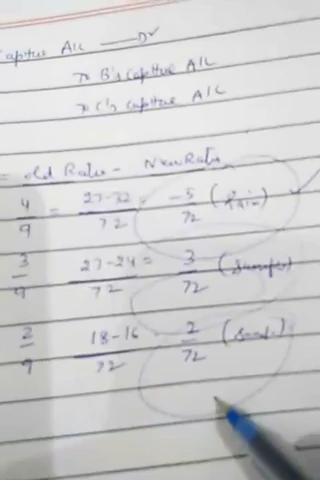 Capital A/c —— Dr
To B's capital A/c
To C's capital A/c
= old Ratio - New Ratio
4/9 = 27-32/72 = -5/72 (Gain)
3/9 27-24/72 = 3/72 (Sacrifice)
2/9 18-16/72 2/72